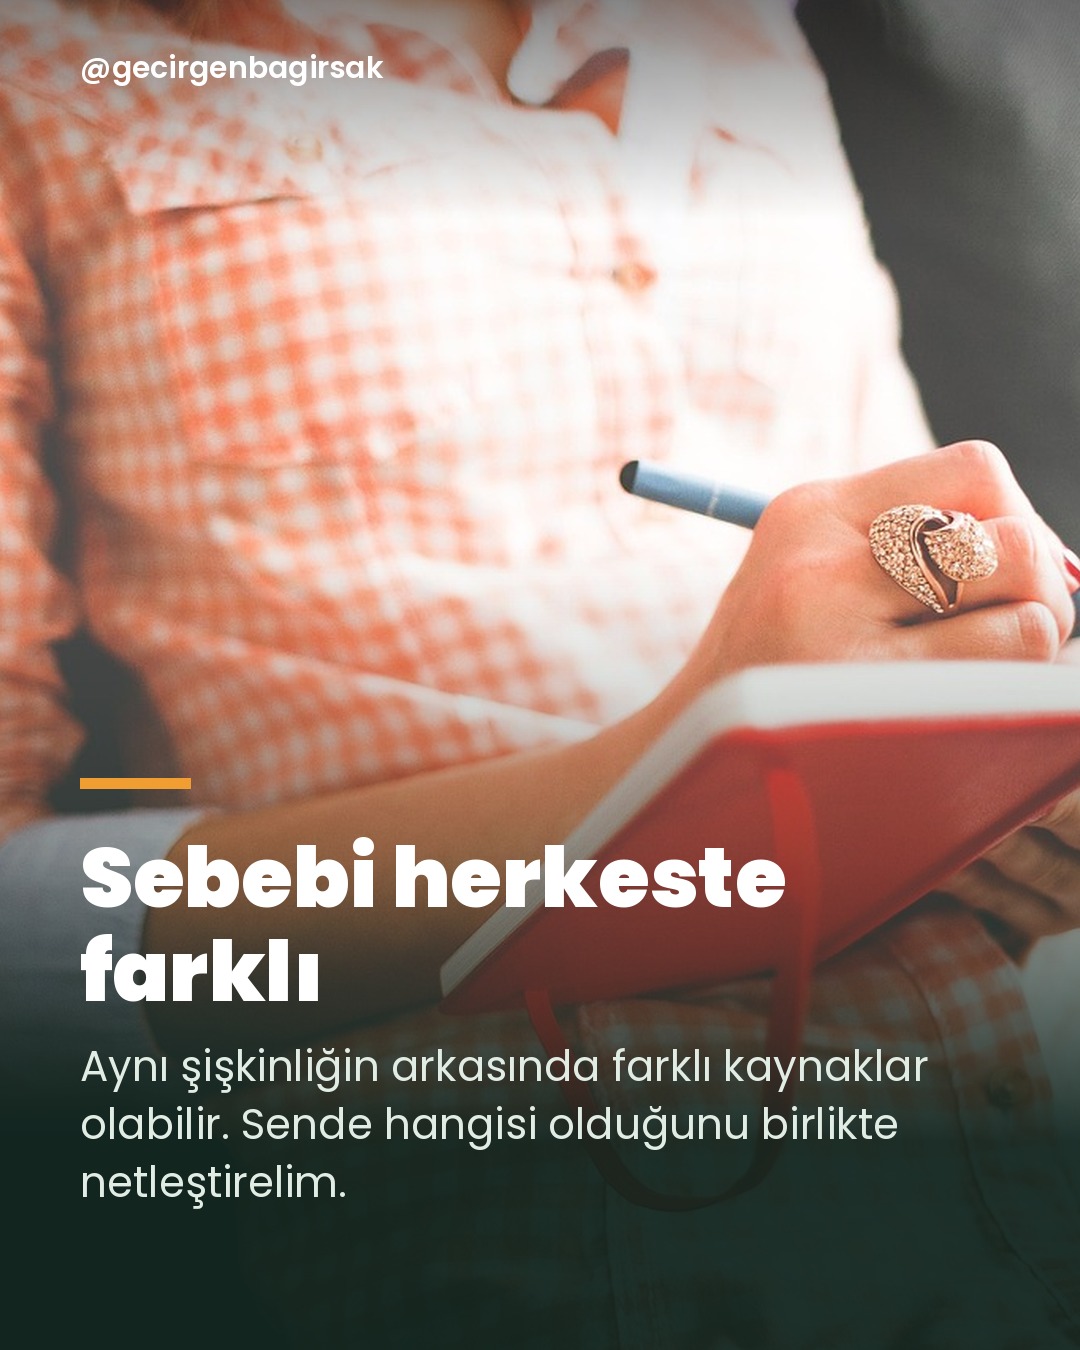 @gecirgenbagirsak
Sebebi herkeste
farklı
Aynı şişkinliğin arkasında farklı kaynaklar
olabilir. Sende hangisi olduğunu birlikte
netleştirelim.